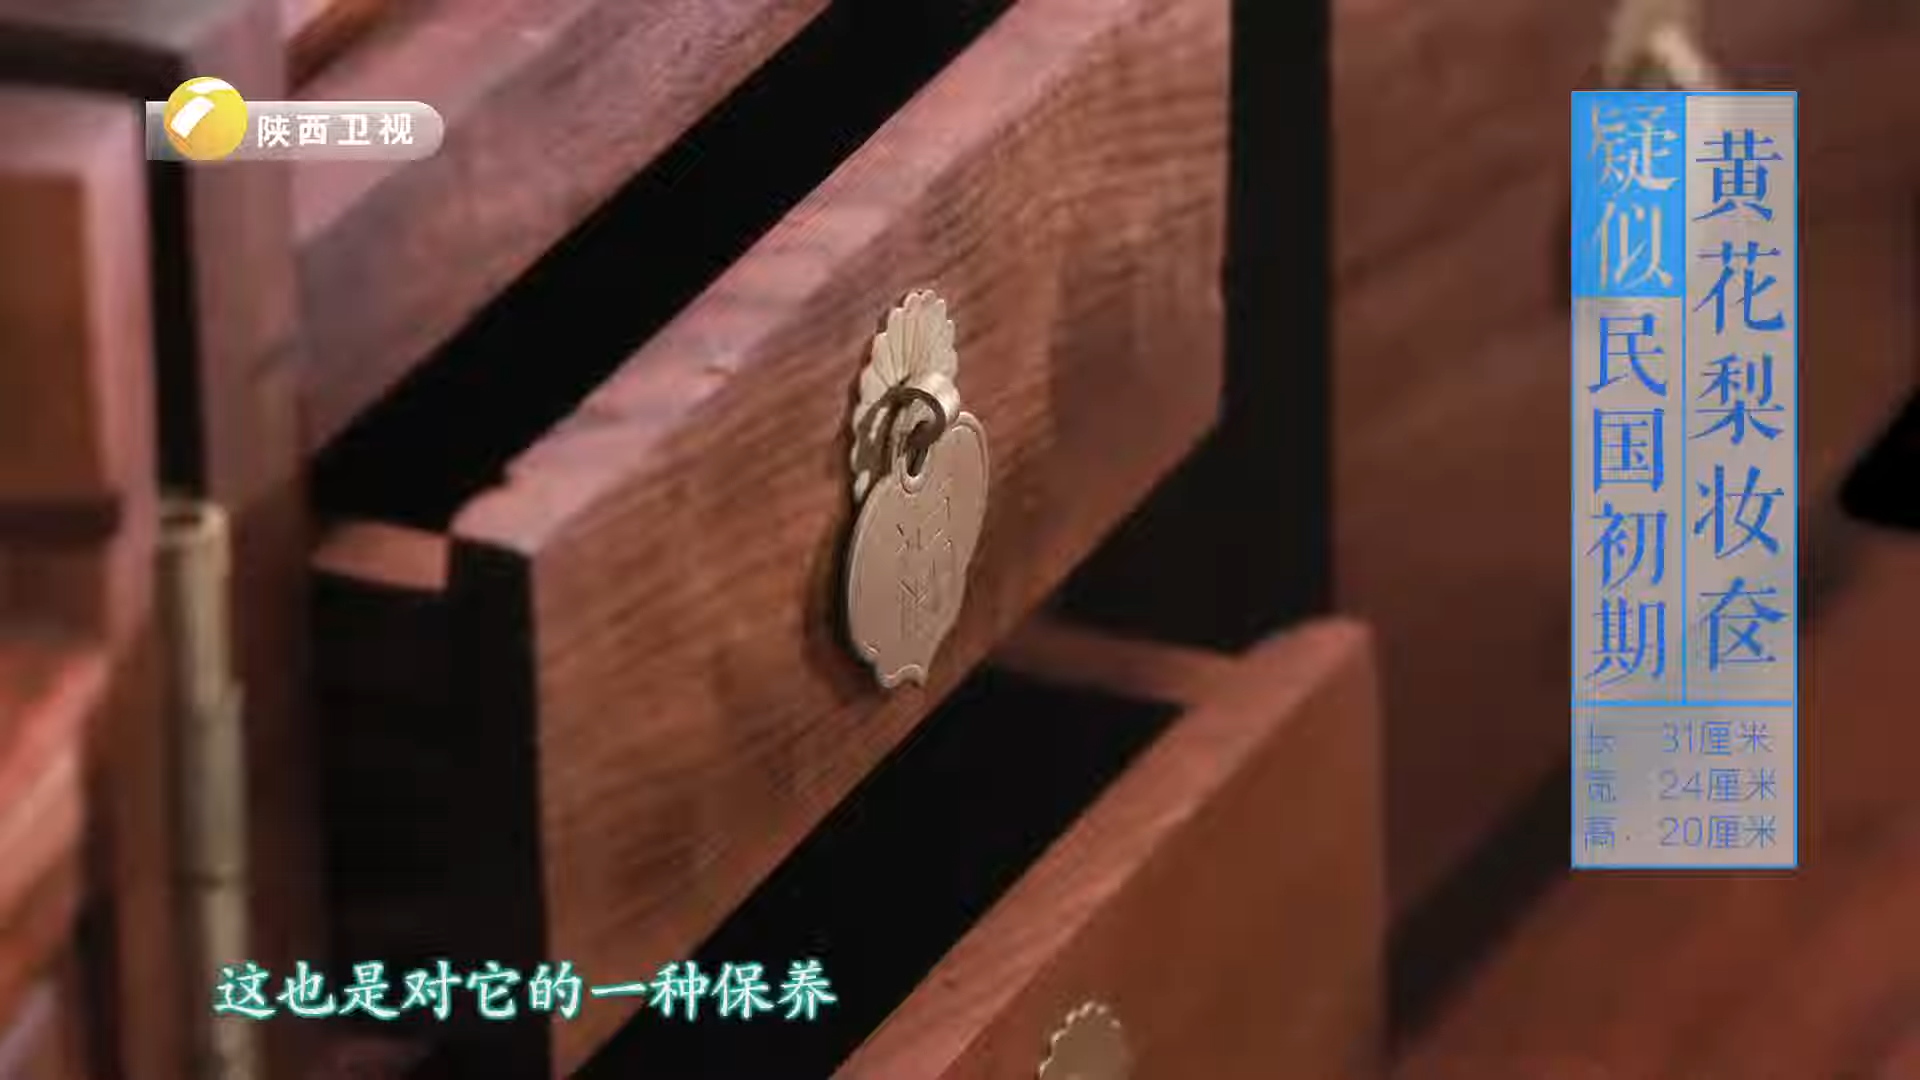 陕西卫视
黄花梨妆奁
疑似民国初期
长 31厘米
宽 24厘米
高 20厘米
这也是对它的一种保养